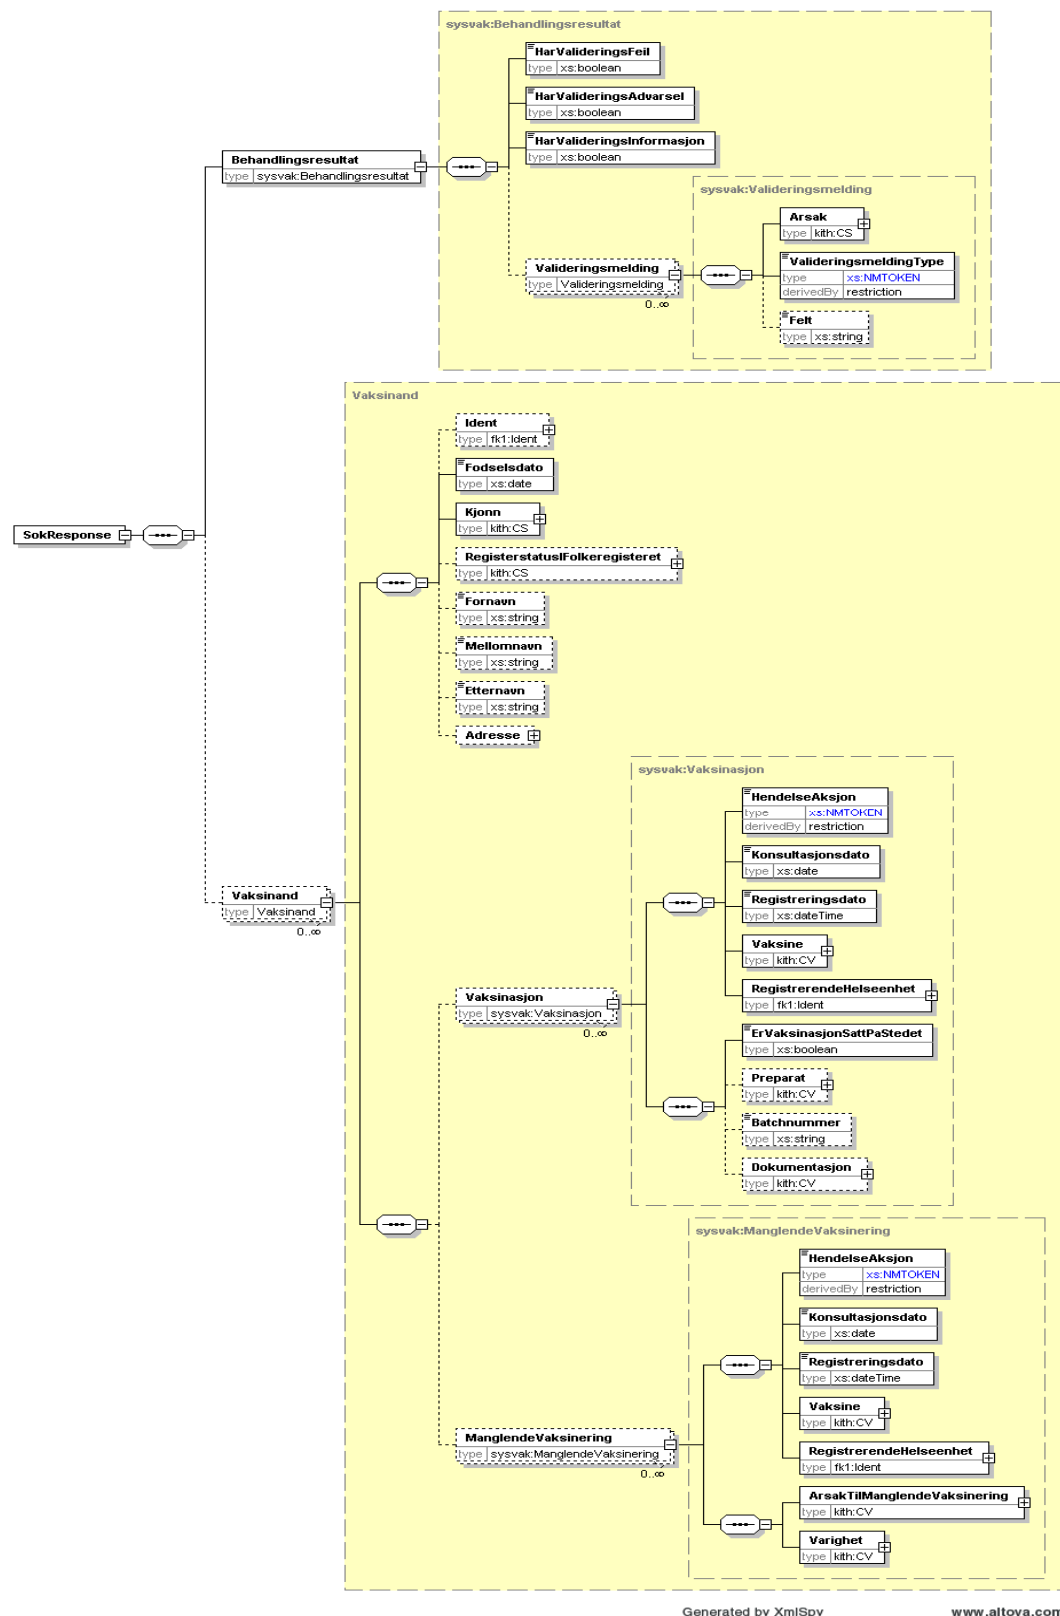 sysvak:Behandlingsresultat
HarValideringsFeil
type xs:boolean
HarValideringsAdvarsel
type xs:boolean
HarValideringsInformasjon
type xs:boolean
Behandlingsresultat
type sysvak:Behandlingsresultat
sysvak:Valideringsmelding
Arsak
type kith:CS
ValideringsmeldingType
type xs:NMTOKEN
derivedBy restriction
Valideringsmelding
type Valideringsmelding
0..∞
Felt
type xs:string
Vaksinand
Ident
type fk1:Ident
Fodselsdato
type xs:date
Kjonn
type kith:CS
SokResponse
RegisterstatusIFolkeregisteret
type kith:CS
Fornavn
type xs:string
Mellomnavn
type xs:string
Etternavn
type xs:string
Adresse
sysvak:Vaksinasjon
HendelseAksjon
type xs:NMTOKEN
derivedBy restriction
Konsultasjonsdato
type xs:date
Vaksinand
type Vaksinand
0..∞
Registreringsdato
type xs:dateTime
Vaksine
type kith:CV
RegistrerendeHelseenhet
type fk1:Ident
Vaksinasjon
type sysvak:Vaksinasjon
0..∞
ErVaksinasjonSattPaStedet
type xs:boolean
Preparat
type kith:CV
Batchnummer
type xs:string
Dokumentasjon
type kith:CV
sysvak:ManglendeVaksinering
HendelseAksjon
type xs:NMTOKEN
derivedBy restriction
Konsultasjonsdato
type xs:date
Registreringsdato
type xs:dateTime
Vaksine
type kith:CV
ManglendeVaksinering
type sysvak:ManglendeVaksinering
0..∞
RegistrerendeHelseenhet
type fk1:Ident
ArsakTilManglendeVaksinering
type kith:CV
Varighet
type kith:CV
Generated by XmlSpy www.altova.com